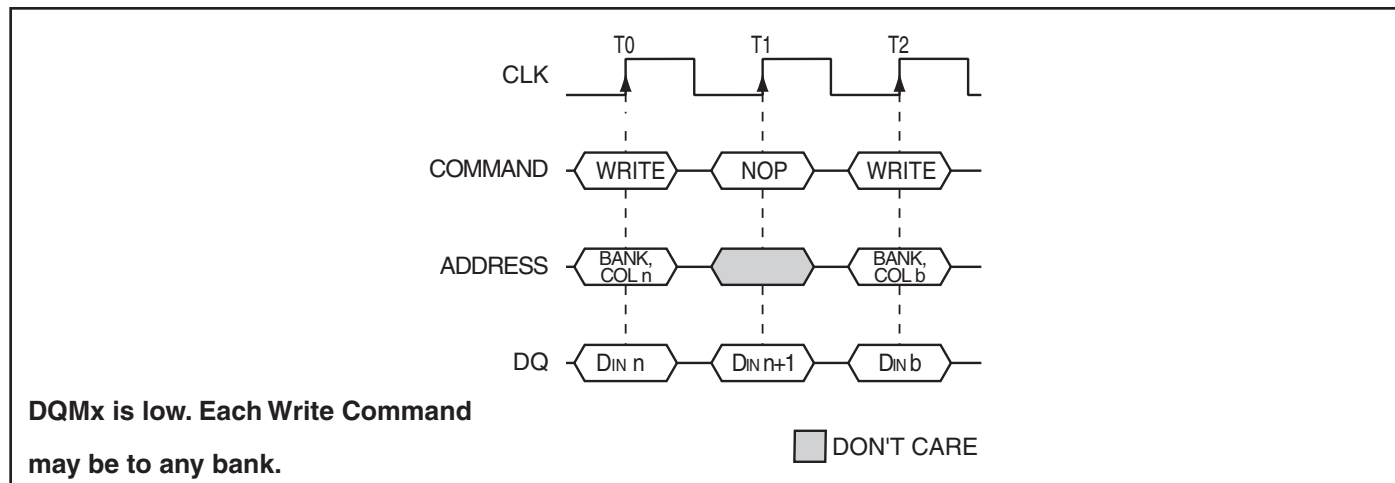 T0 T1 T2
CLK
COMMAND WRITE NOP WRITE
ADDRESS BANK, COL n BANK, COL b
DQ DIN n DIN n+1 DIN b
DQMx is low. Each Write Command
may be to any bank.
DON'T CARE